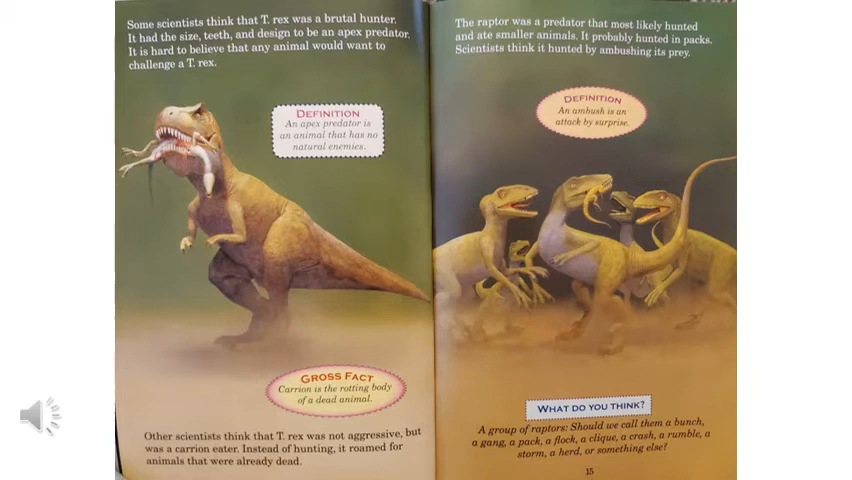 Some scientists think that T. rex was a brutal hunter.
It had the size, teeth, and design to be an apex predator.
It is hard to believe that any animal would want to
challenge a T. rex.
DEFINITION
An apex predator is
an animal that has no
natural enemies.
GROSS FACT
Carrion is the rotting body
of a dead animal.
Other scientists think that T. rex was not aggressive, but
was a carrion eater. Instead of hunting, it roamed for
animals that were already dead.
The raptor was a predator that most likely hunted
and ate smaller animals. It probably hunted in packs.
Scientists think it hunted by ambushing its prey.
DEFINITION
An ambush is an
attack by surprise.
WHAT DO YOU THINK?
A group of raptors: Should we call them a bunch,
a gang, a pack, a flock, a clique, a crash, a rumble, a
storm, a herd, or something else?
15